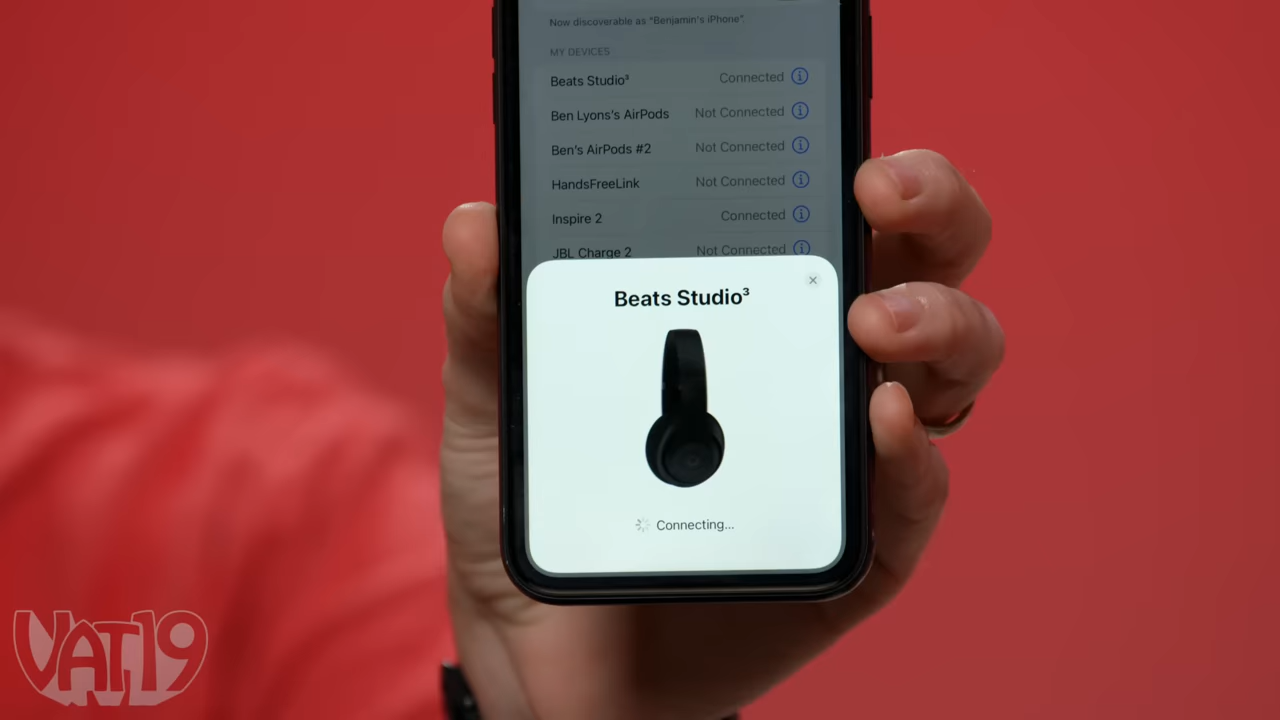 Now discoverable as “Benjamin's iPhone”.
MY DEVICES
Beats Studio³ Connected
Ben Lyons's AirPods Not Connected
Ben's AirPods #2 Not Connected
HandsFreeLink Not Connected
Inspire 2 Connected
JBL Charge 2 Not Connected
Beats Studio³
Connecting...
VAT19